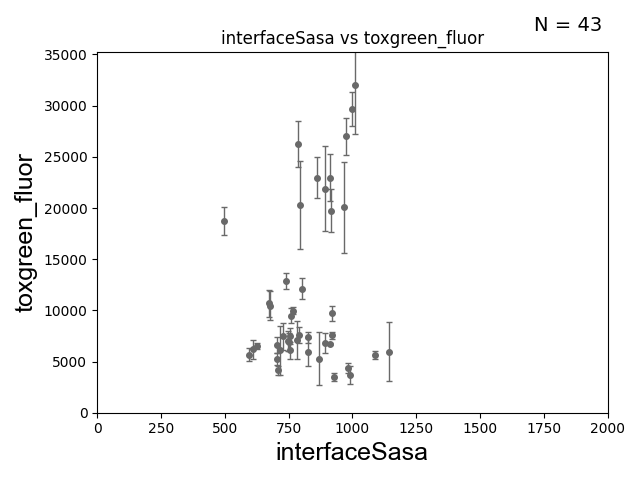 N = 43
interfaceSasa vs toxgreen_fluor
35000
30000
25000
20000
15000
10000
5000
0
toxgreen_fluor
0 250 500 750 1000 1250 1500 1750 2000
interfaceSasa